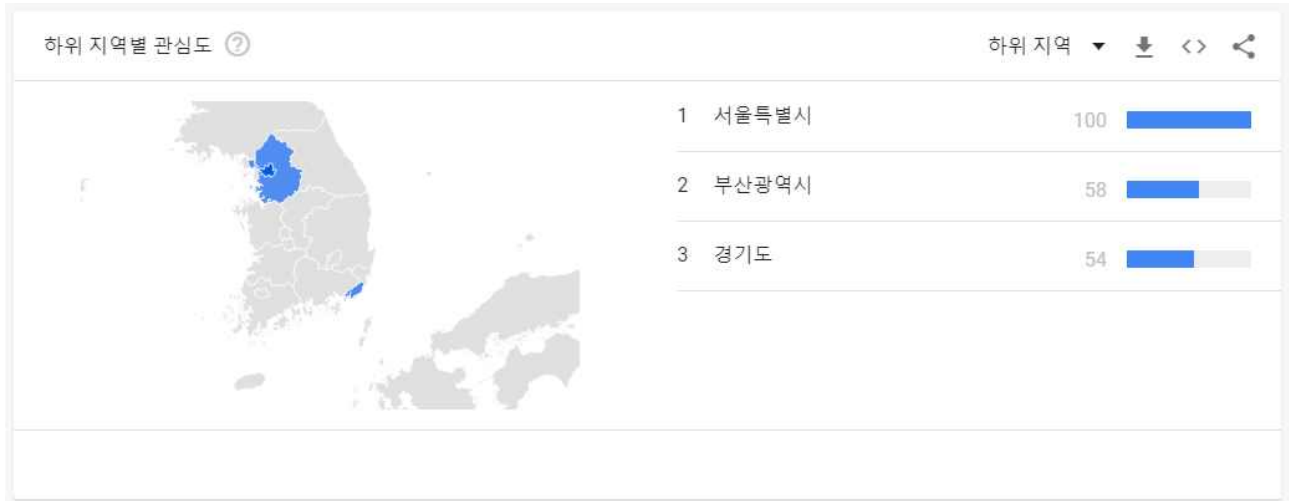 하위 지역별 관심도 ?
하위 지역
1 서울특별시 100
2 부산광역시 58
3 경기도 54